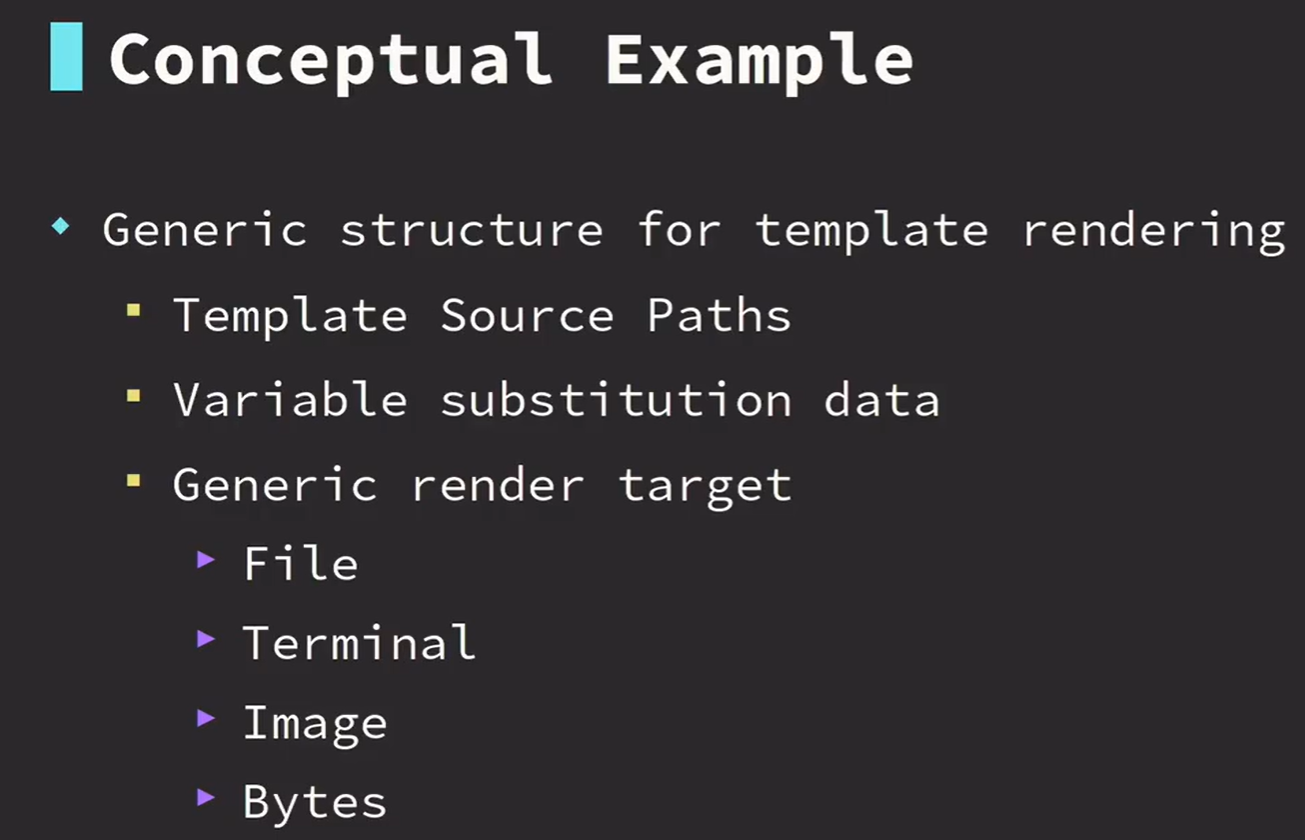 Conceptual Example
Generic structure for template rendering
Template Source Paths
Variable substitution data
Generic render target
File
Terminal
Image
Bytes